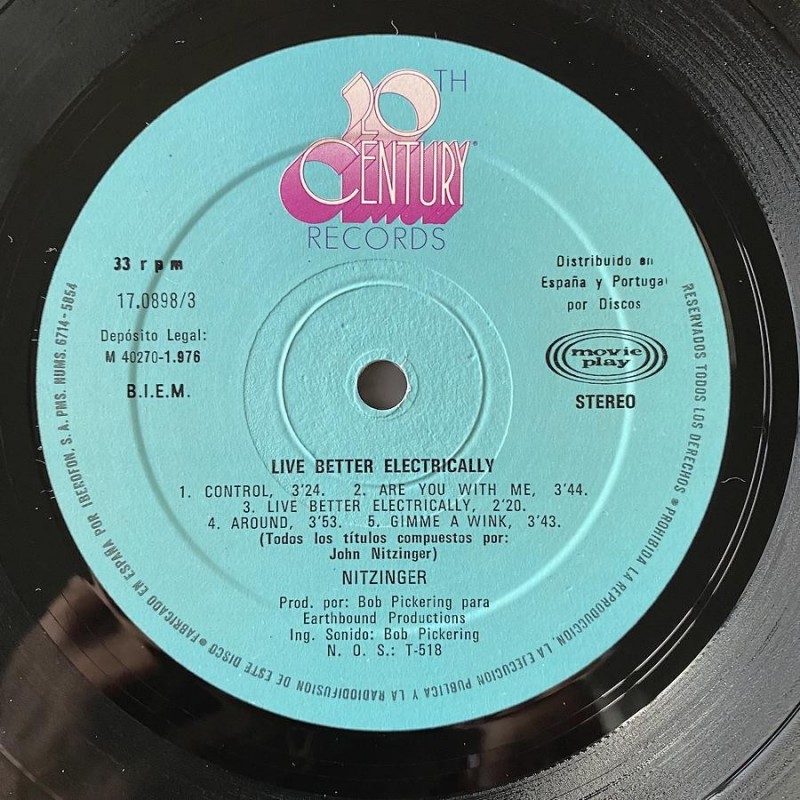 20TH
CENTURY
RECORDS
33 rpm
17.0898/3
Depósito Legal:
M 40270-1.976
B.I.E.M.
Distribuido en
España y Portugal
por Discos
movie
play
STEREO
LIVE BETTER ELECTRICALLY
1. CONTROL, 3'24. 2. ARE YOU WITH ME, 3'44.
3. LIVE BETTER ELECTRICALLY, 2'20.
4. AROUND, 3'53. 5. GIMME A WINK, 3'43.
(Todos los títulos compuestos por:
John Nitzinger)
NITZINGER
Prod. por: Bob Pickering para
Earthbound Productions
Ing. Sonido: Bob Pickering
N. O. S.: T-518
RESERVADOS TODOS LOS DERECHOS * PROHIBIDA LA REPRODUCCION, LA EJECUCION PUBLICA Y LA RADIODIFUSION DE ESTE DISCO * FABRICADO EN ESPAÑA POR IBEROFON, S. A. PMS. NUMS. 6714 - 5854